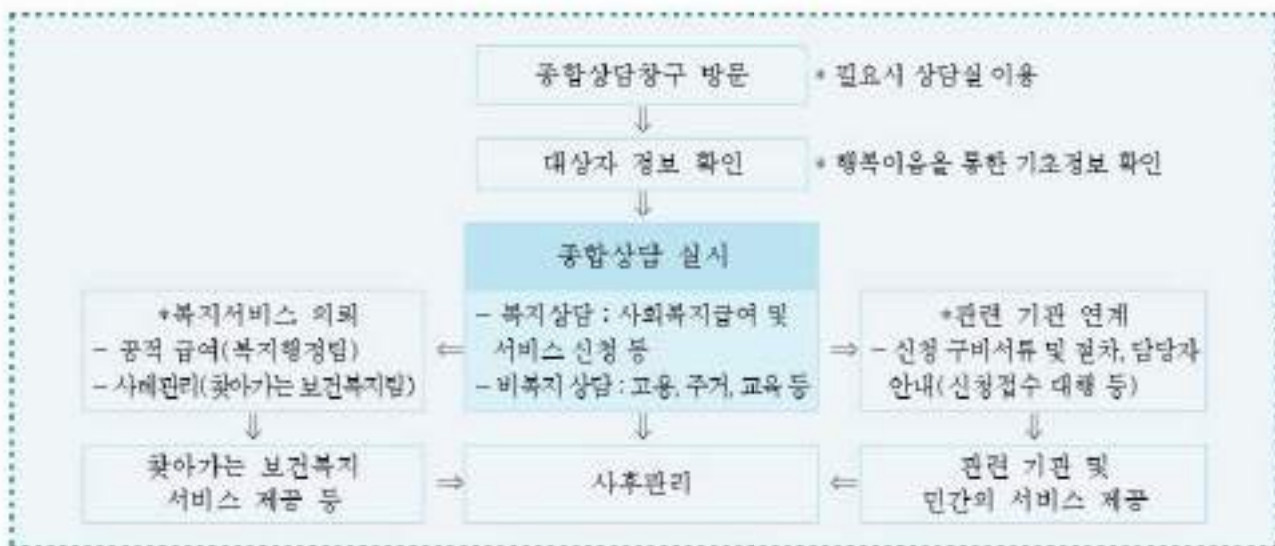 종합상담창구 방문
* 필요시 상담실 이용
⇓
대상자 정보 확인
* 행복이음을 통한 기초정보 확인
⇓
종합상담 실시
- 복지상담 : 사회복지급여 및
서비스 신청 등
- 비복지 상담 : 고용, 주거, 교육 등
⇐
*복지서비스 의뢰
- 공적 급여(복지행정팀)
- 사례관리(찾아가는 보건복지팀)
⇒
*관련 기관 연계
- 신청 구비서류 및 절차, 담당자
안내(신청접수 대행 등)
⇓
⇓
⇓
찾아가는 보건복지
서비스 제공 등
⇒
사후관리
⇐
관련 기관 및
민간의 서비스 제공